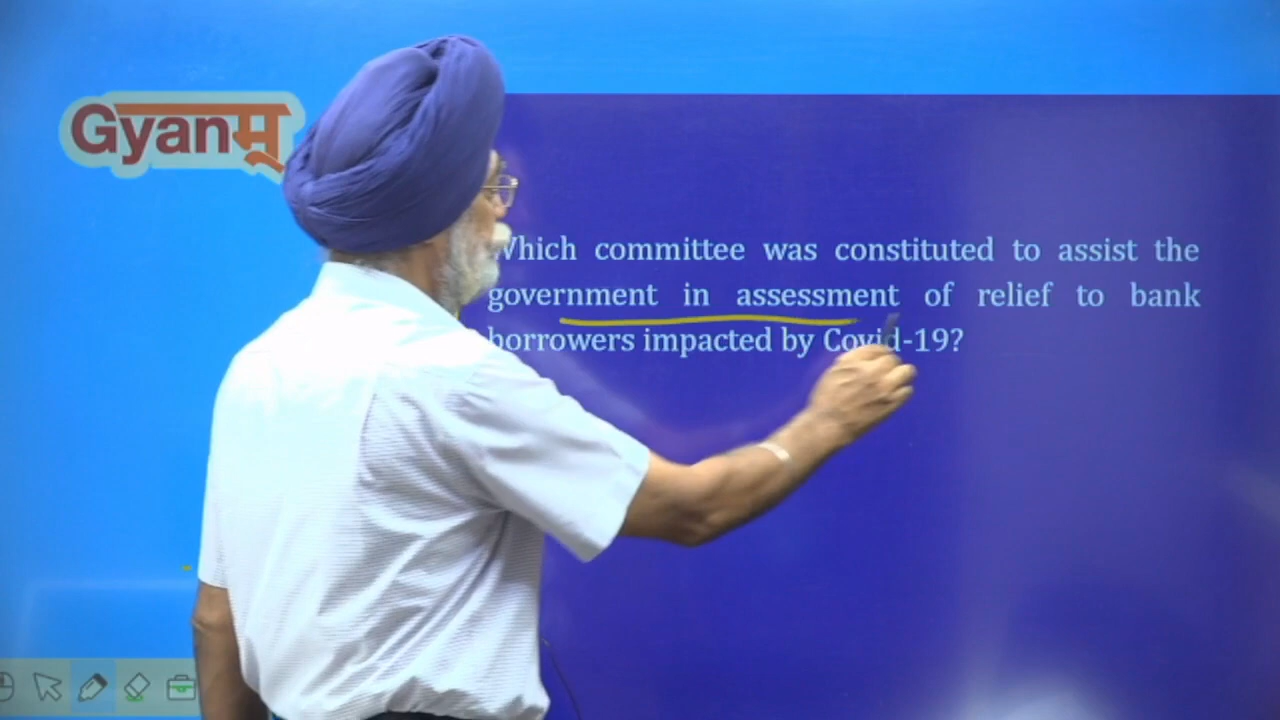 Gyanमू
Which committee was constituted to assist the
government in assessment of relief to bank
borrowers impacted by Covid-19?